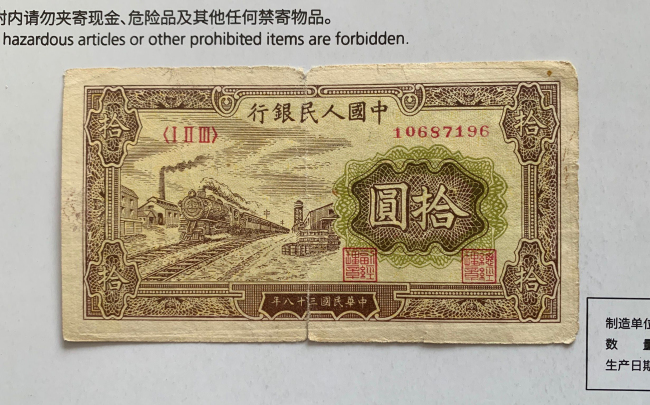 时内请勿夹寄现金、危险品及其他任何禁寄物品。
hazardous articles or other prohibited items are forbidden.
中國人民銀行
〈I II III〉
10687196
拾
拾
拾圓
拾
拾
中華民國三十八年
制造单位
数 量
生产日期